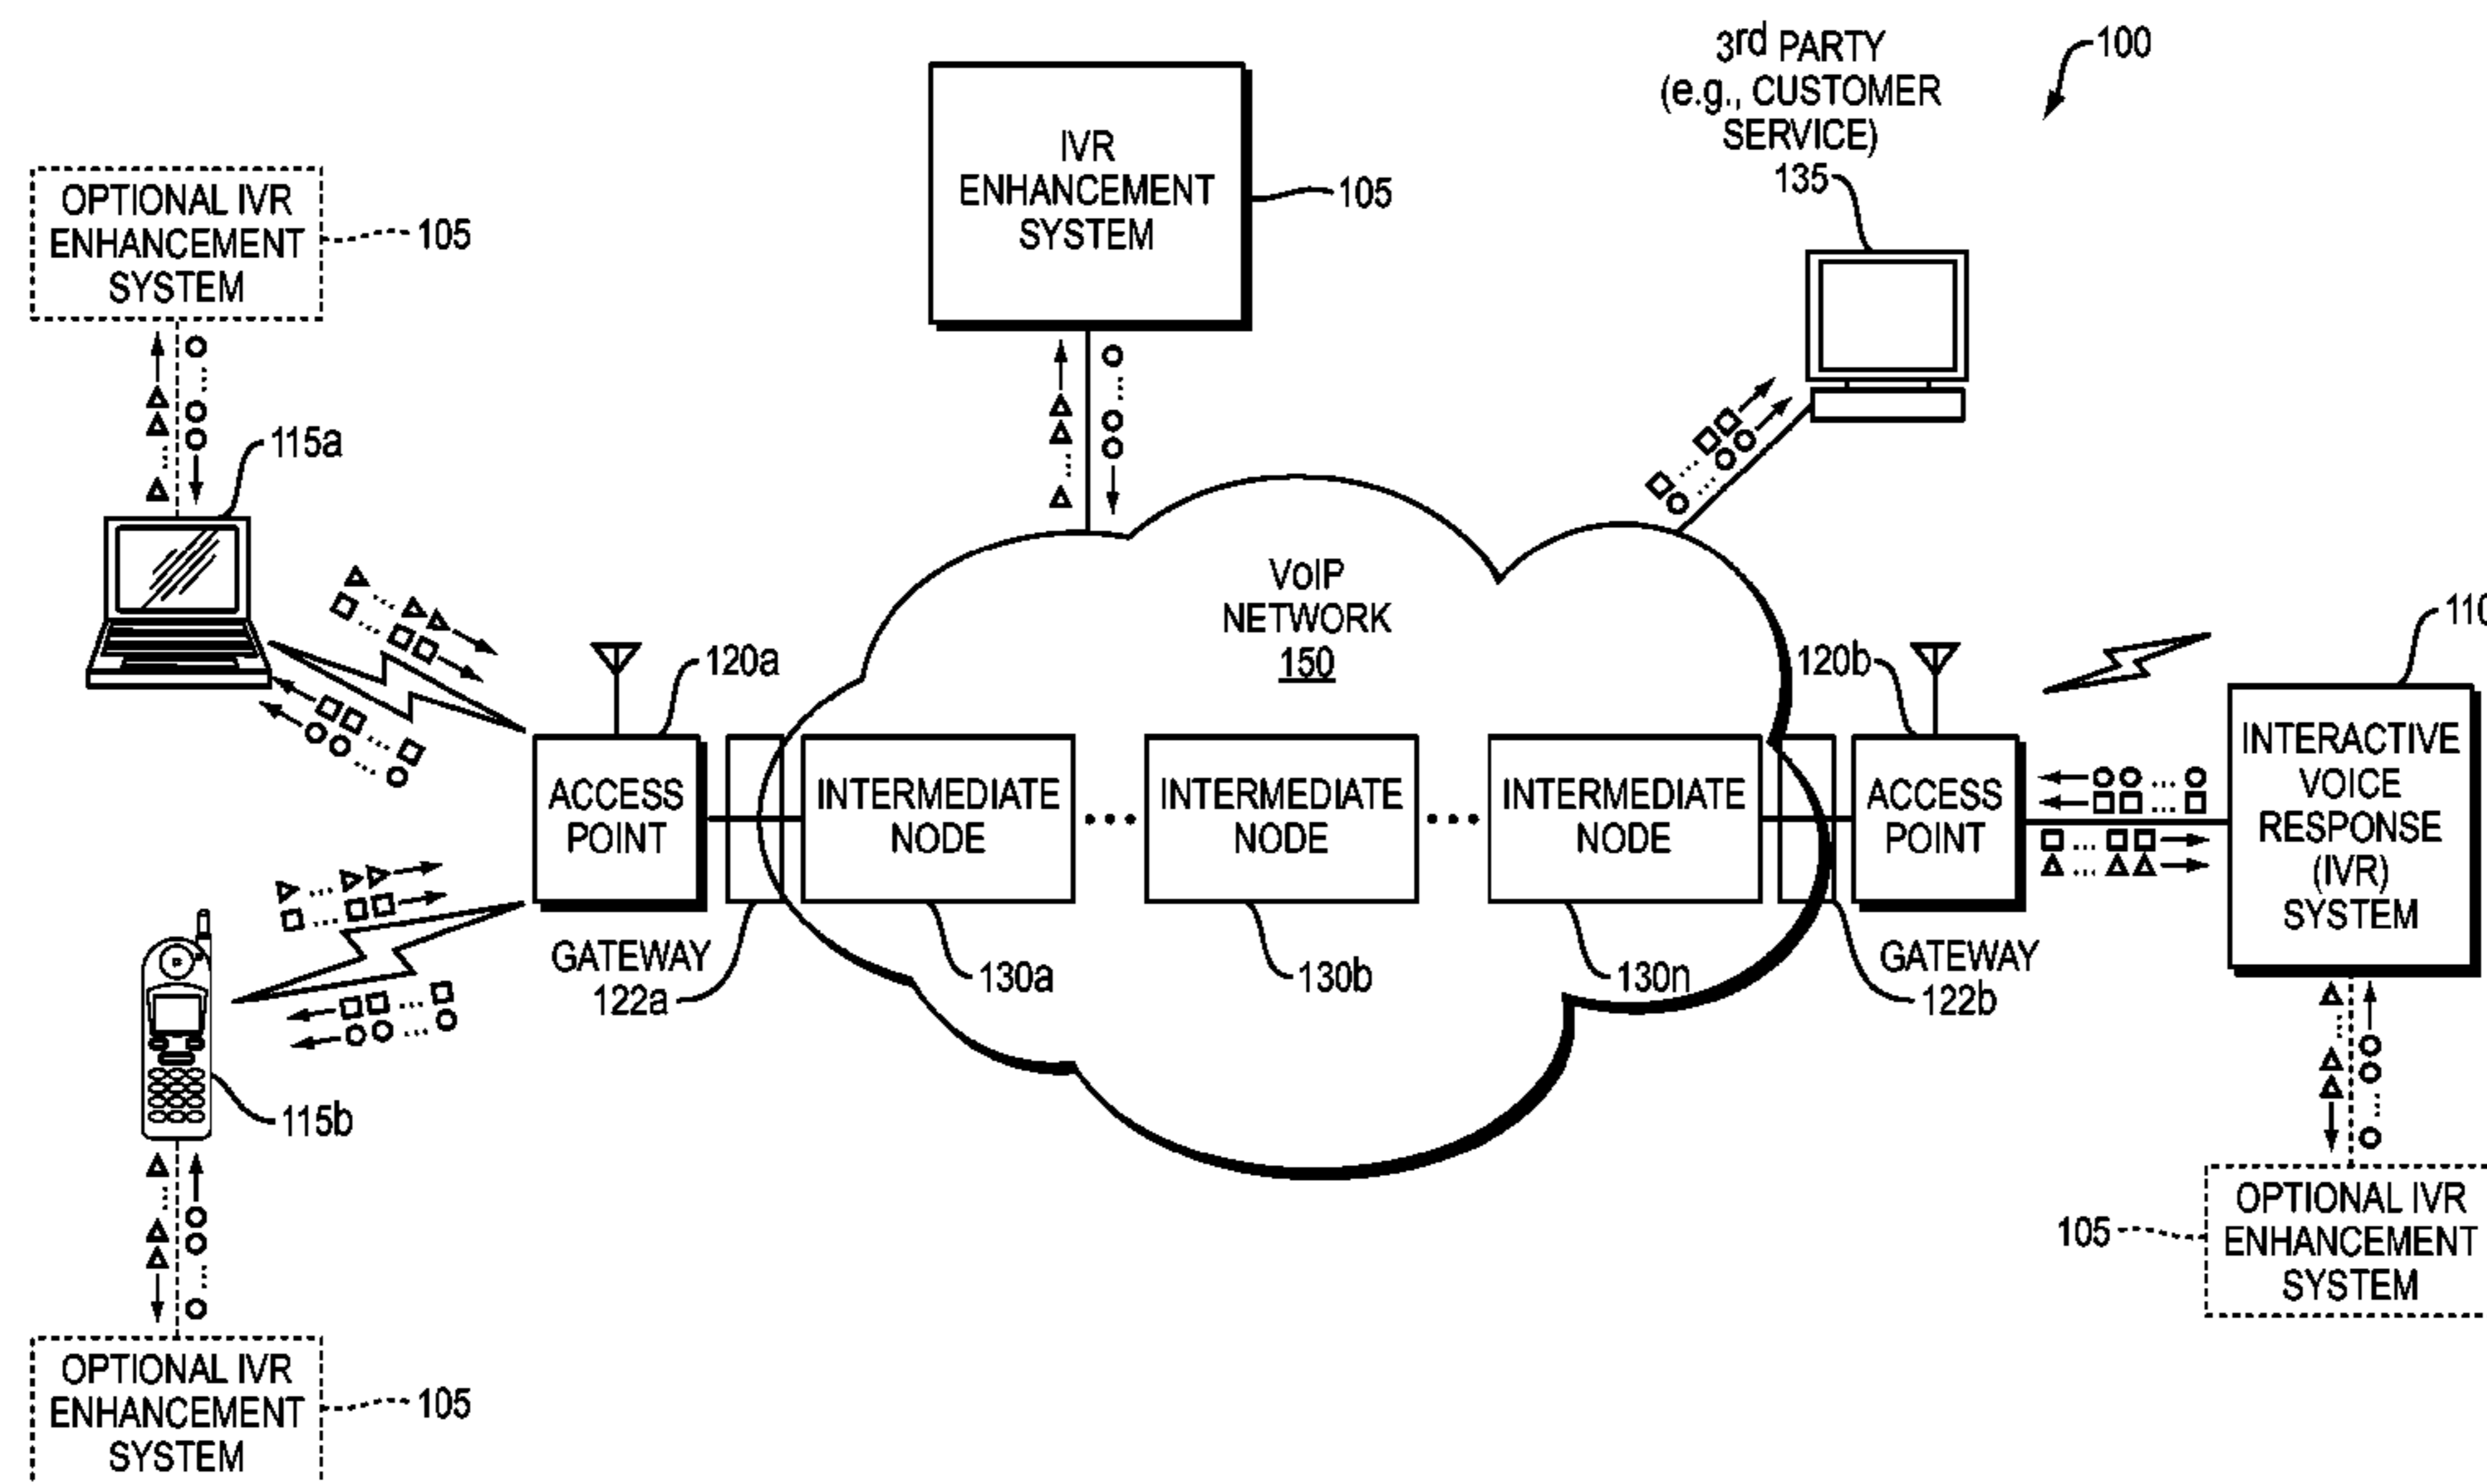 3rd PARTY
(e.g., CUSTOMER
SERVICE)
135
100
IVR
ENHANCEMENT
SYSTEM
105
OPTIONAL IVR
ENHANCEMENT
SYSTEM
105
115a
VoIP
NETWORK
150
120a
120b
110
ACCESS
POINT
INTERMEDIATE
NODE
INTERMEDIATE
NODE
INTERMEDIATE
NODE
ACCESS
POINT
INTERACTIVE
VOICE
RESPONSE
(IVR)
SYSTEM
GATEWAY
122a
130a
130b
130n
GATEWAY
122b
115b
OPTIONAL IVR
ENHANCEMENT
SYSTEM
105
OPTIONAL IVR
ENHANCEMENT
SYSTEM
105